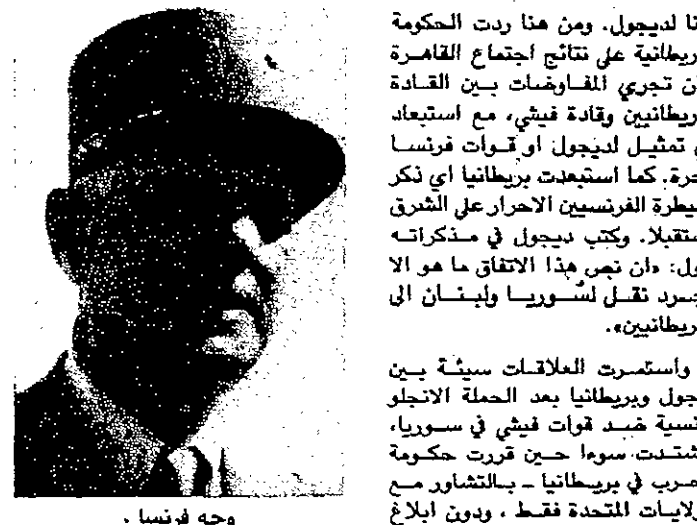 نا لديجول. ومن هنا ردت الحكومة
ريطانية على نتائج اجتماع القاهرة
ن تجري المفاوضات بين القادة
ريطانيين وقادة فيشي، مع استبعاد
تمثيل لديجول او قوات فرنسا
حرة. كما استبعدت بريطانيا اي ذكر
يطرة الفرنسيين الاحرار على الشرق
ستقبلا. وكتب ديجول في مذكراته
ول: «ان نص هذا الاتفاق ما هو الا
جرد نقل لسوريا ولبنان الى
ريطانيين».
واستمرت العلاقات سيئة بين
جول وبريطانيا بعد الحملة الانجلو
نسية ضد قوات فيشي في سوريا،
شتدت سوءا حين قررت حكومة
حرب في بريطانيا - بالتشاور مع
ولايات المتحدة فقط ، ودون ابلاغ
وجه فرنسا .